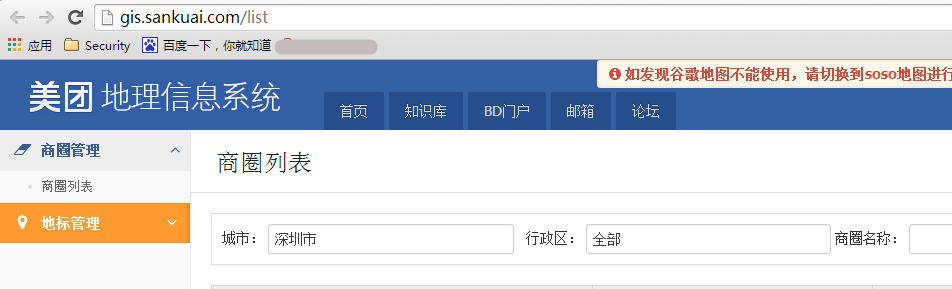 gis.sankuai.com/list
应用 Security 百度一下，你就知道
如发现谷歌地图不能使用，请切换到soso地图进行
美团 地理信息系统
首页 知识库 BD门户 邮箱 论坛
商圈管理
商圈列表
商圈列表
地标管理
城市： 深圳市 行政区： 全部 商圈名称：